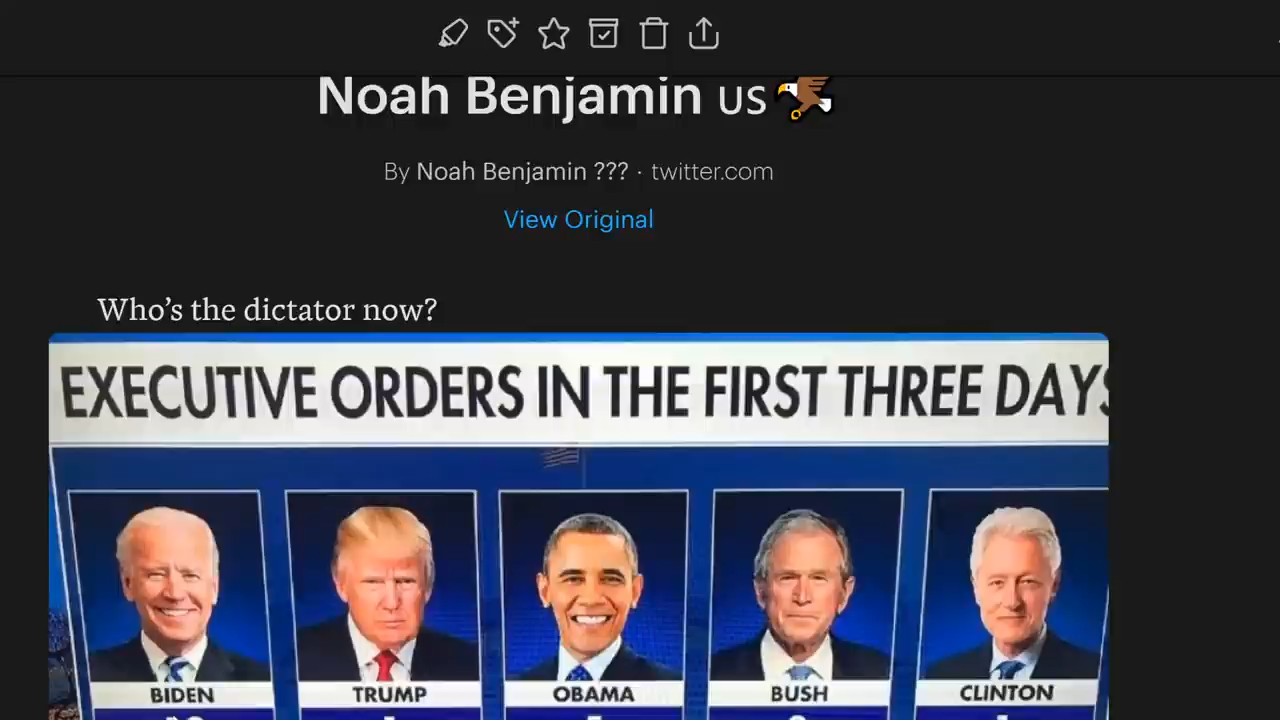 Noah Benjamin US
By Noah Benjamin ??? · twitter.com
View Original
Who’s the dictator now?
EXECUTIVE ORDERS IN THE FIRST THREE DAYS
BIDEN TRUMP OBAMA BUSH CLINTON